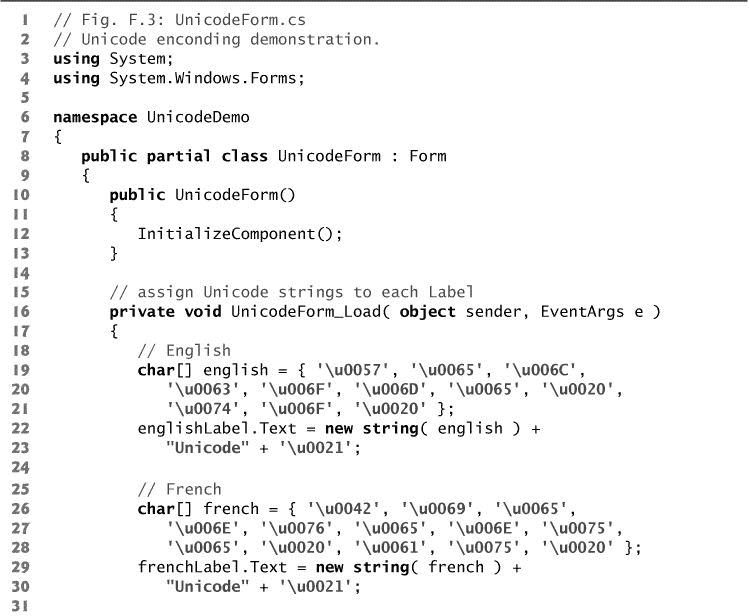 1 // Fig. F.3: UnicodeForm.cs
2 // Unicode enconding demonstration.
3 using System;
4 using System.Windows.Forms;
5
6 namespace UnicodeDemo
7 {
8 public partial class UnicodeForm : Form
9 {
10 public UnicodeForm()
11 {
12 InitializeComponent();
13 }
14
15 // assign Unicode strings to each Label
16 private void UnicodeForm_Load( object sender, EventArgs e )
17 {
18 // English
19 char[] english = { '\u0057', '\u0065', '\u006C',
20 '\u0063', '\u006F', '\u006D', '\u0065', '\u0020',
21 '\u0074', '\u006F', '\u0020' };
22 englishLabel.Text = new string( english ) +
23 "Unicode" + '\u0021';
24
25 // French
26 char[] french = { '\u0042', '\u0069', '\u0065',
27 '\u006E', '\u0076', '\u0065', '\u006E', '\u0075',
28 '\u0065', '\u0020', '\u0061', '\u0075', '\u0020' };
29 frenchLabel.Text = new string( french ) +
30 "Unicode" + '\u0021';
31